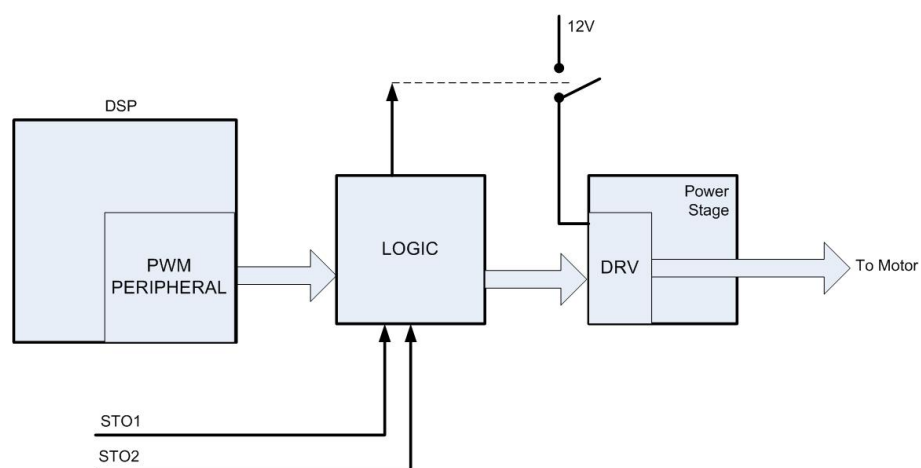 12V
DSP
Power
Stage
LOGIC
PWM
PERIPHERAL
DRV
To Motor
STO1
STO2